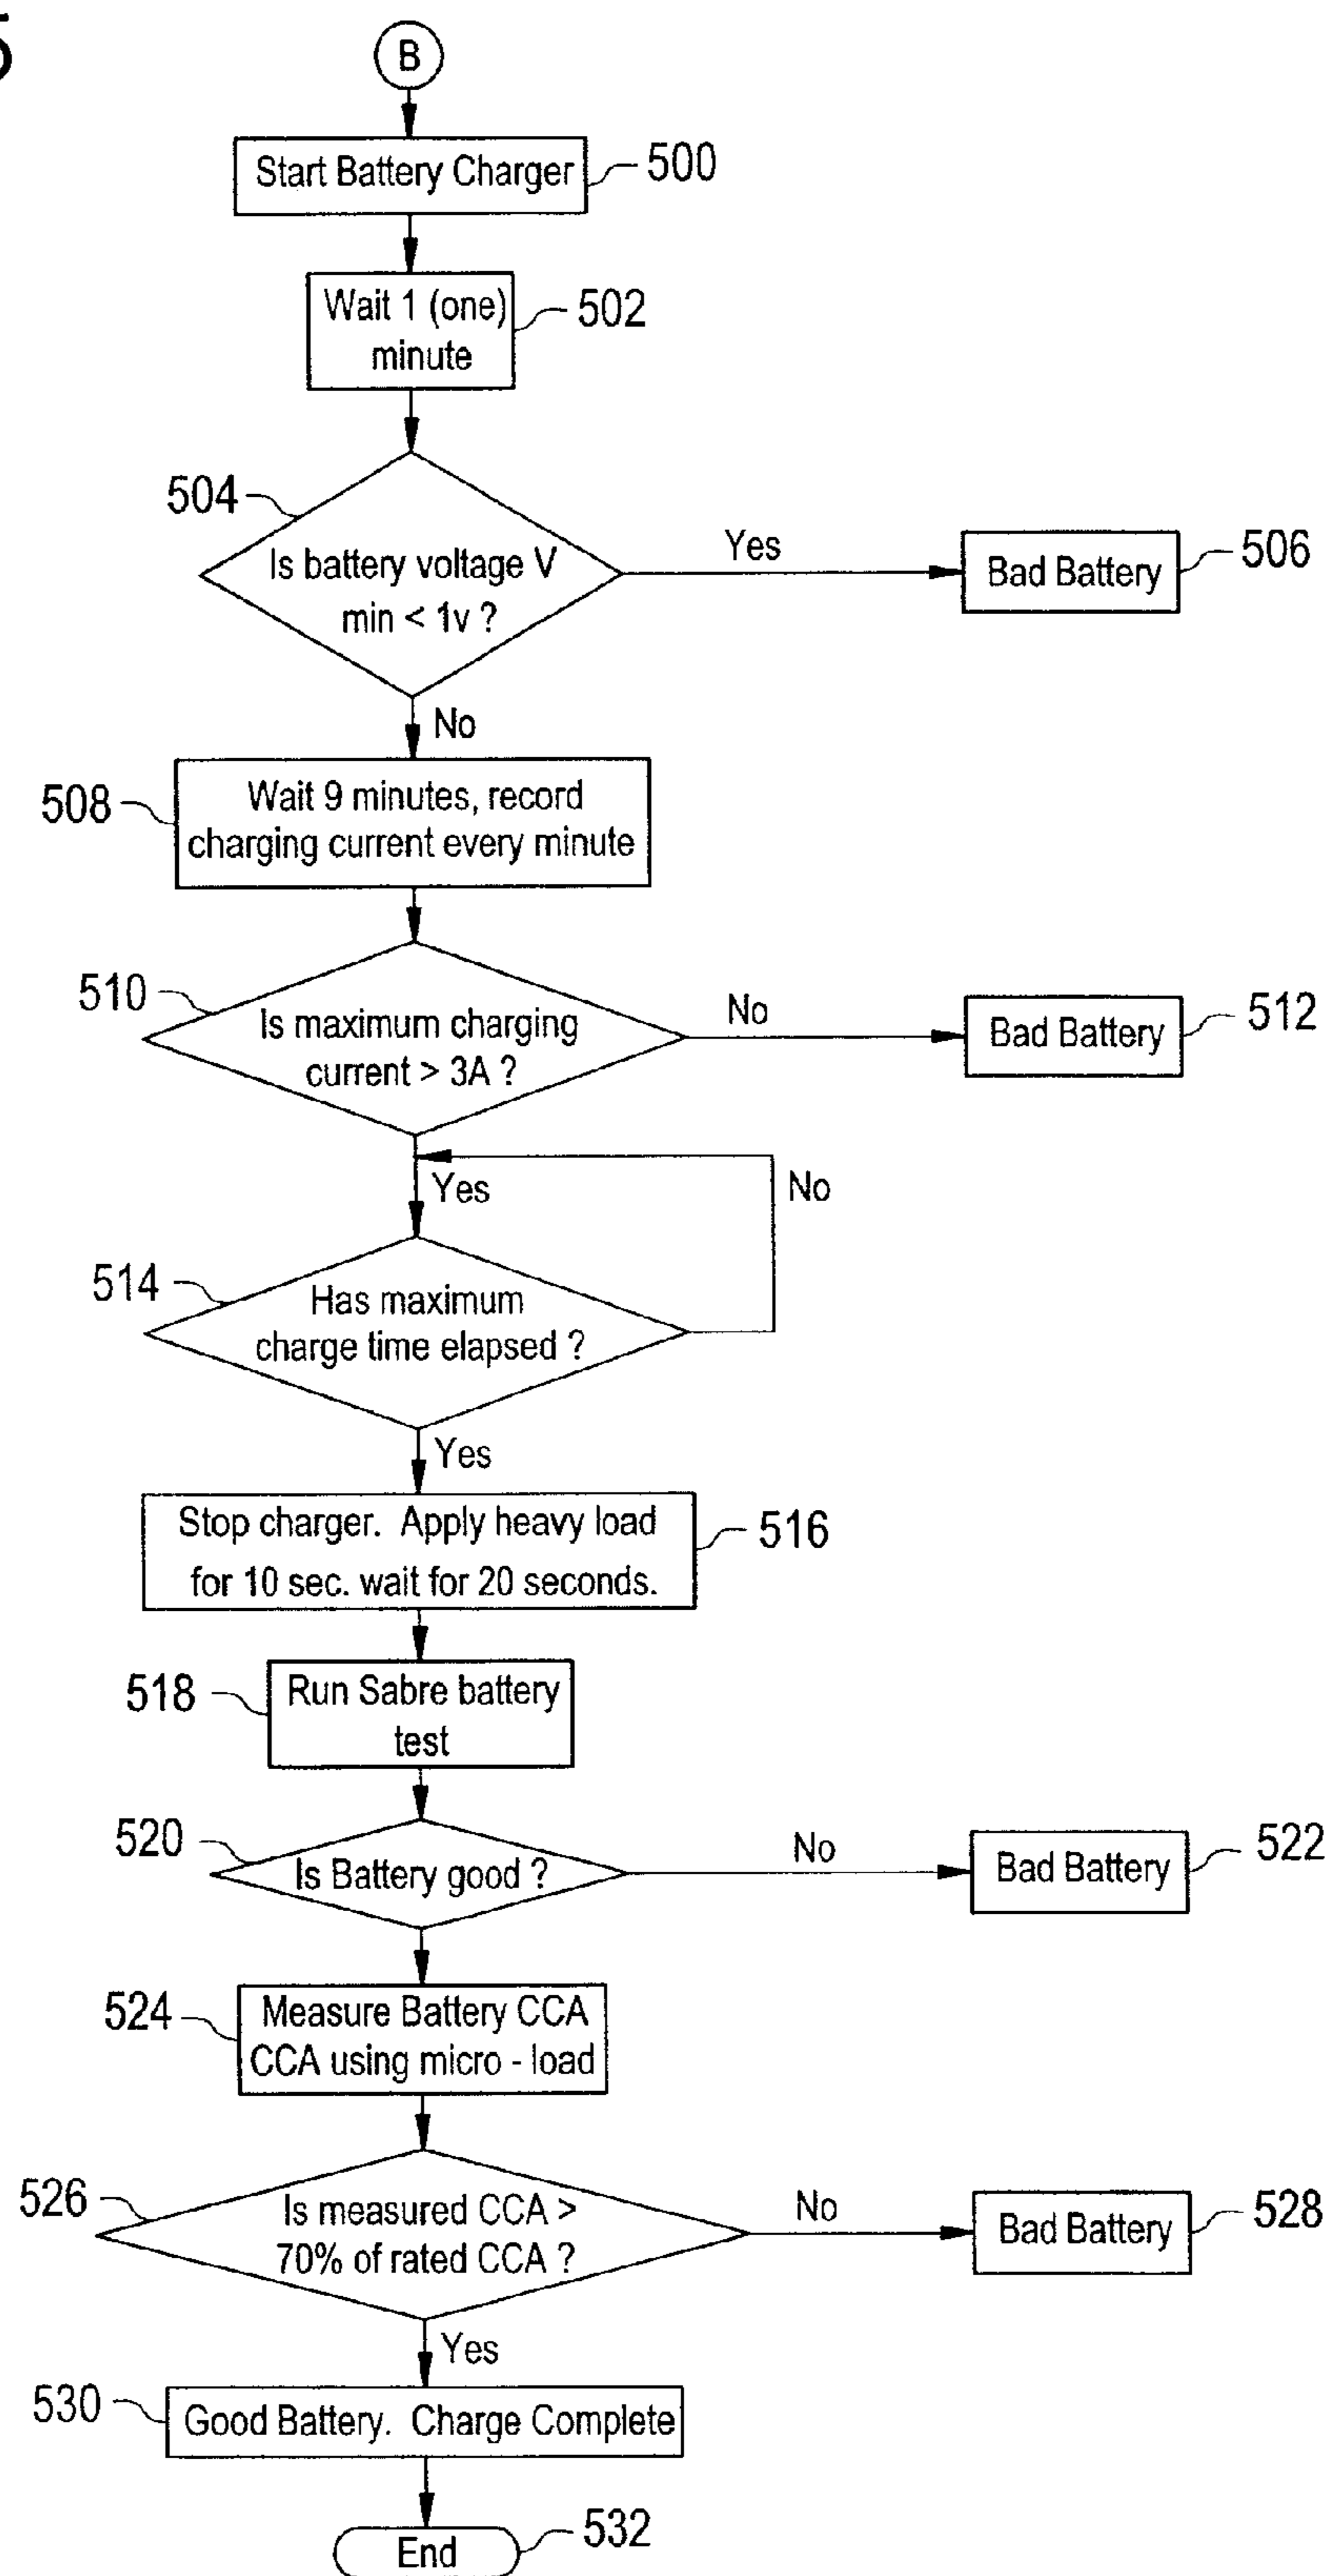 5
B
Start Battery Charger
500
Wait 1 (one)
minute
502
504
Is battery voltage V
min < 1v ?
Yes
Bad Battery
506
No
508
Wait 9 minutes, record
charging current every minute
510
Is maximum charging
current > 3A ?
No
Bad Battery
512
Yes
No
514
Has maximum
charge time elapsed ?
Yes
Stop charger. Apply heavy load
for 10 sec. wait for 20 seconds.
516
518
Run Sabre battery
test
520
Is Battery good ?
No
Bad Battery
522
524
Measure Battery CCA
CCA using micro - load
526
Is measured CCA >
70% of rated CCA ?
No
Bad Battery
528
Yes
530
Good Battery. Charge Complete
End
532